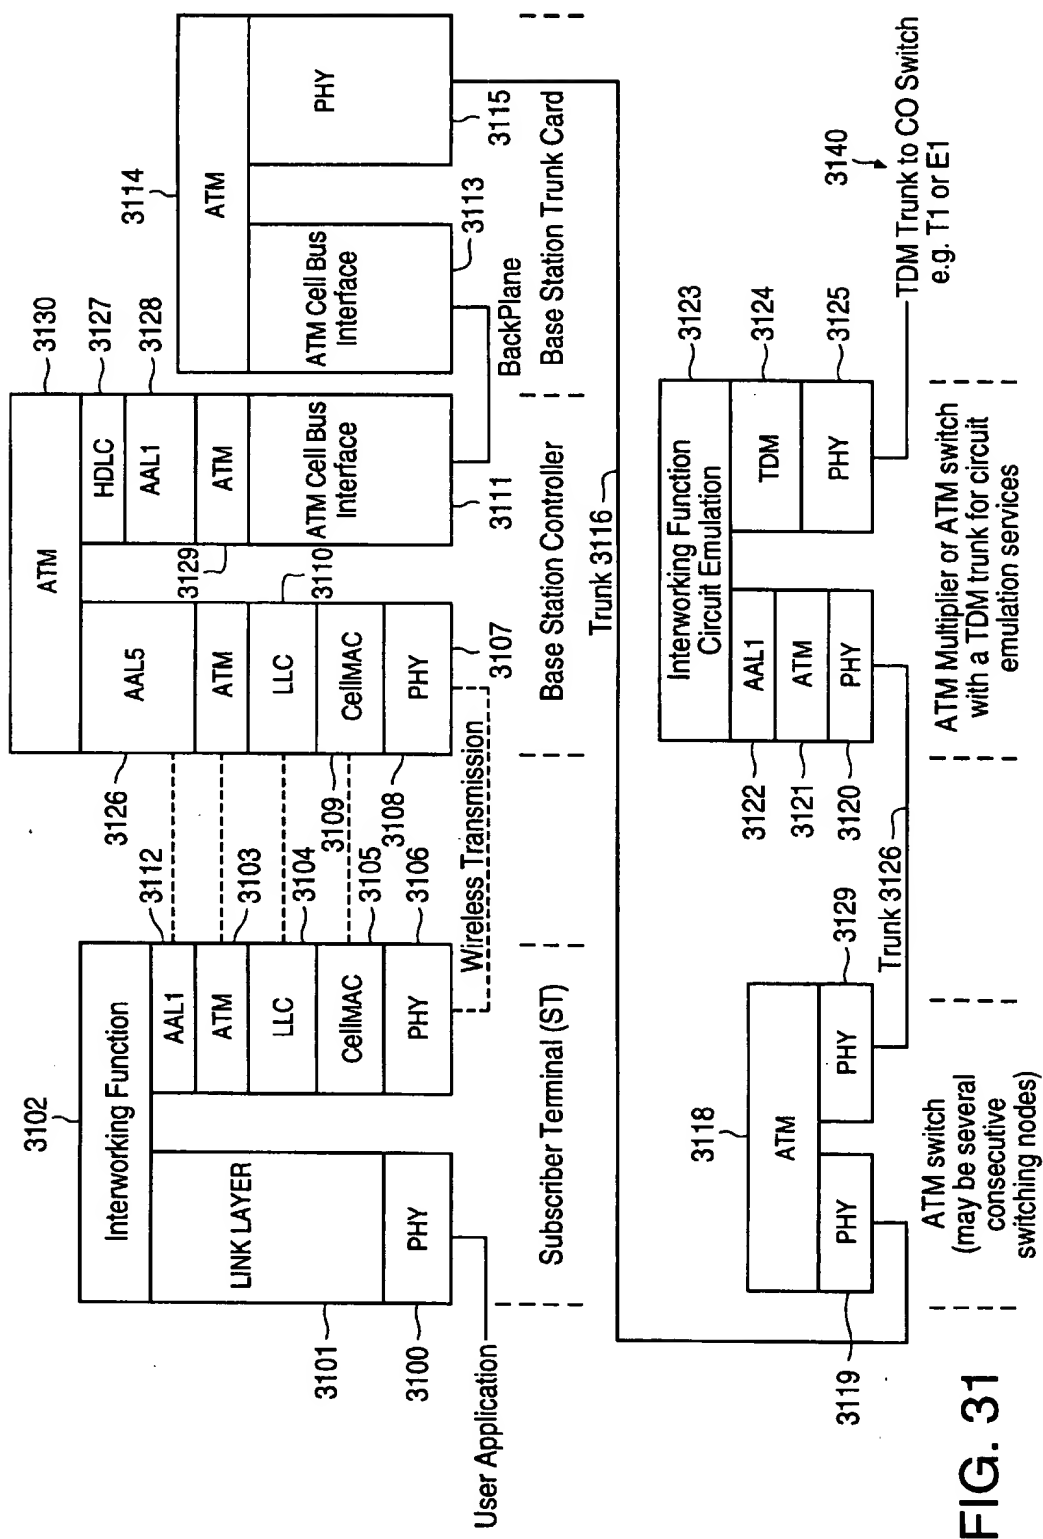 3102
Interworking Function
LINK LAYER
PHY
AAL1
ATM
LLC
CellMAC
PHY
3101
3100
User Application
3112
3103
3104
3105
3106
Wireless Transmission
Subscriber Terminal (ST)
ATM
AAL5
ATM
LLC
CellMAC
PHY
3126
3109
3108
3107
3110
3129
HDLC
AAL1
ATM
ATM Cell Bus
Interface
3130
3127
3128
3111
Base Station Controller
BackPlane
3114
ATM
ATM Cell Bus
Interface
PHY
3113
3115
Base Station Trunk Card
Trunk 3116
3118
ATM
PHY
PHY
3119
3129
ATM switch
(may be several
consecutive
switching nodes)
Trunk 3126
Interworking Function
Circuit Emulation
AAL1
ATM
PHY
TDM
PHY
3122
3121
3120
3123
3124
3125
ATM Multiplier or ATM switch
with a TDM trunk for circuit
emulation services
3140
TDM Trunk to CO Switch
e.g. T1 or E1
FIG. 31